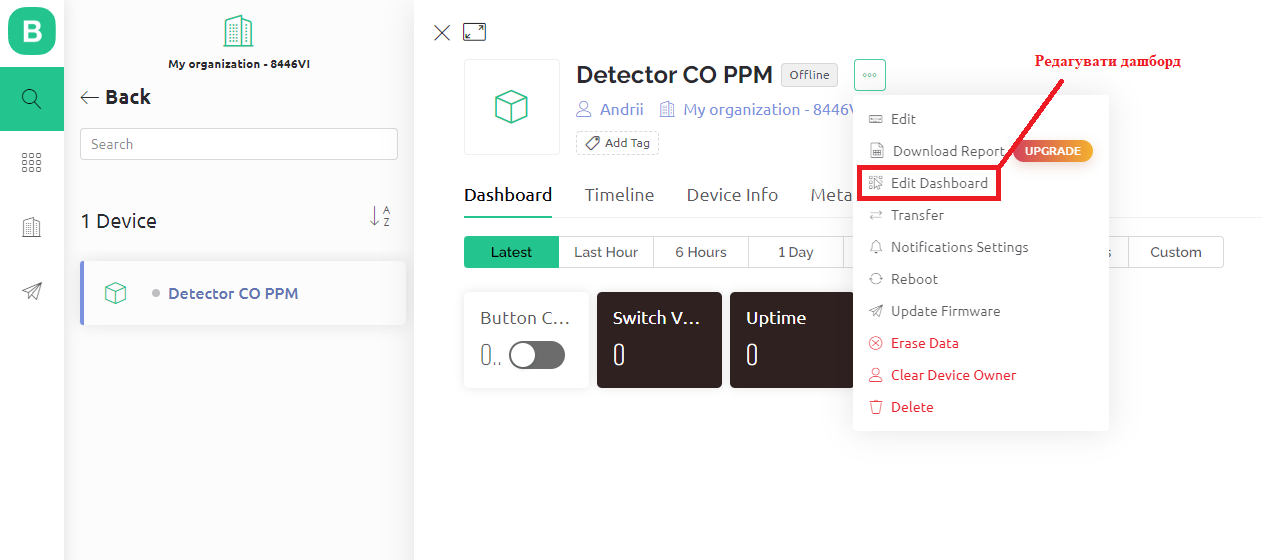 B
My organization - 8446VI
Back
Search
1 Device
A
Z
Detector CO PPM
Detector CO PPM
Offline
Andrii
My organization - 8446V
Add Tag
Dashboard
Timeline
Device Info
Meta
Latest
Last Hour
6 Hours
1 Day
s
Custom
Button C...
0..
Switch V...
0
Uptime
0
Редагувати дашборд
Edit
Download Report
UPGRADE
Edit Dashboard
Transfer
Notifications Settings
Reboot
Update Firmware
Erase Data
Clear Device Owner
Delete